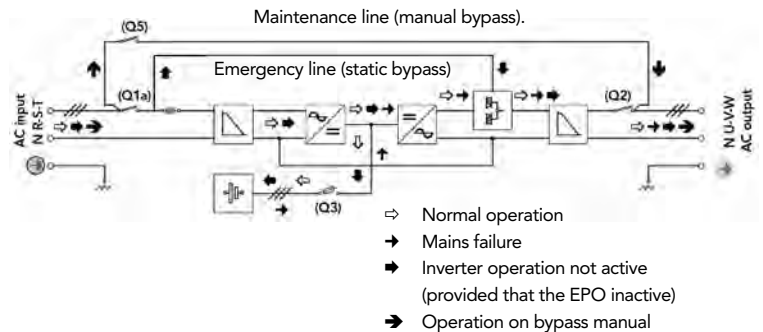 Maintenance line (manual bypass).
(Q5)
Emergency line (static bypass)
(Q1a)
(Q2)
AC input
N R-S-T
N U-V-W
AC output
(Q3)
Normal operation
Mains failure
Inverter operation not active
(provided that the EPO inactive)
Operation on bypass manual